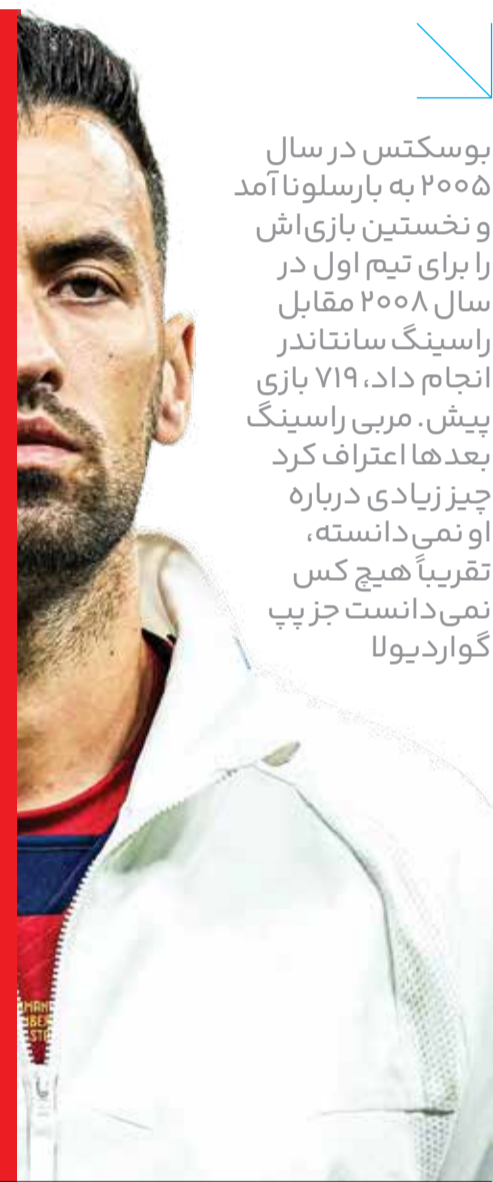 بوسکتس در سال
۲۰۰۵ به بارسلونا آمد
و نخستین بازی‌اش
را برای تیم اول در
سال ۲۰۰۸ مقابل
راسینگ سانتاندر
انجام داد، ۷۱۹ بازی
پیش. مربی راسینگ
بعدها اعتراف کرد
چیز زیادی درباره
او نمی‌دانسته،
تقریباً هیچ کس
نمی‌دانست جز پپ
گواردیولا